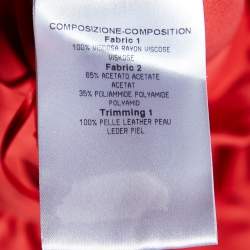 COMPOSIZIONE-COMPOSITION
Fabric 1
100% VISCOSA RAYON VISCOSE
VISKOSE
Fabric 2
65% ACETATO ACETATE
ACETAT
35% POLIAMMIDE POLYAMIDE
POLYAMID
Trimming 1
100% PELLE LEATHER PEAU
LEDER PIEL